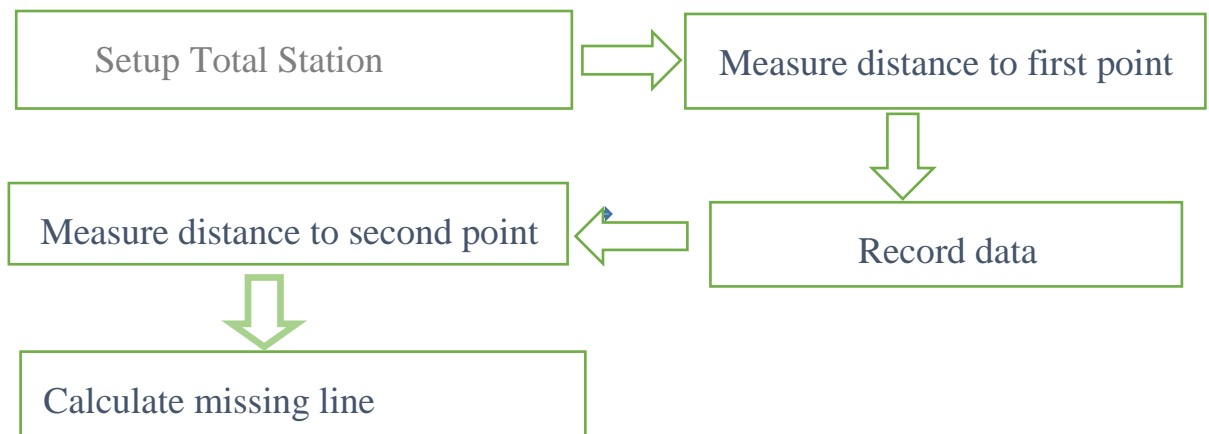 Setup Total Station
Measure distance to first point
Record data
Measure distance to second point
Calculate missing line